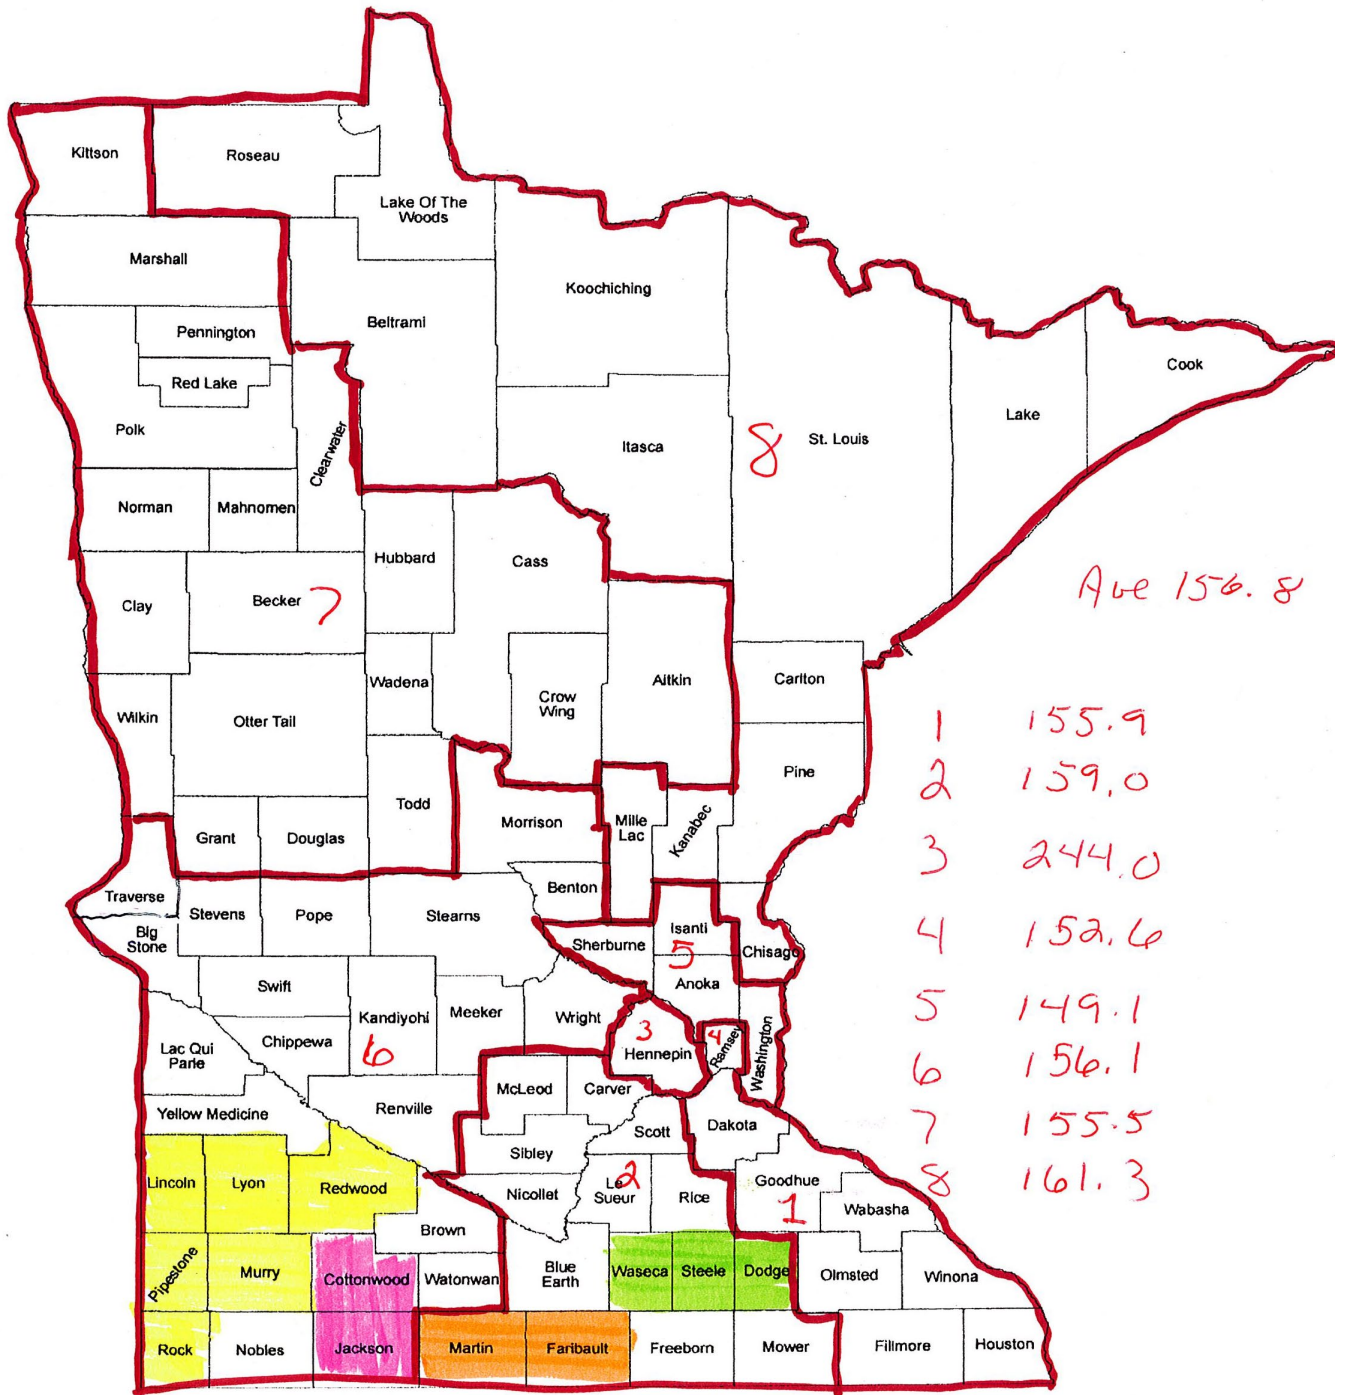 Kittson
Roseau
Lake Of The
Woods
Marshall
Koochiching
Beltrami
Pennington
Red Lake
Polk
Clearwater
Itasca
8
St. Louis
Lake
Cook
Norman
Mahnomen
Hubbard
Cass
Clay
Becker 7
Ave 156.8
Wadena
Crow
Wing
Aitkin
Carlton
Wilkin
Otter Tail
Pine
Todd
Grant
Douglas
Morrison
Mille
Lac
Kanabec
Benton
Traverse
Stevens
Pope
Stearns
Big
Stone
Sherburne
Isanti
5
Anoka
Chisago
Swift
Kandiyohi
6
Meeker
Wright
3
Hennepin
4
Ramsey
Washington
Chippewa
Lac Qui
Parle
Renville
McLeod
Carver
Yellow Medicine
Scott
Dakota
Sibley
Lincoln
Lyon
Redwood
Nicollet
Le
Sueur
2
Rice
Goodhue
1
Wabasha
Brown
Pipestone
Murry
Cottonwood
Watonwan
Blue
Earth
Waseca
Steele
Dodge
Olmsted
Winona
Rock
Nobles
Jackson
Martin
Faribault
Freeborn
Mower
Fillmore
Houston
1 155.9
2 159.0
3 244.0
4 152.6
5 149.1
6 156.1
7 155.5
8 161.3